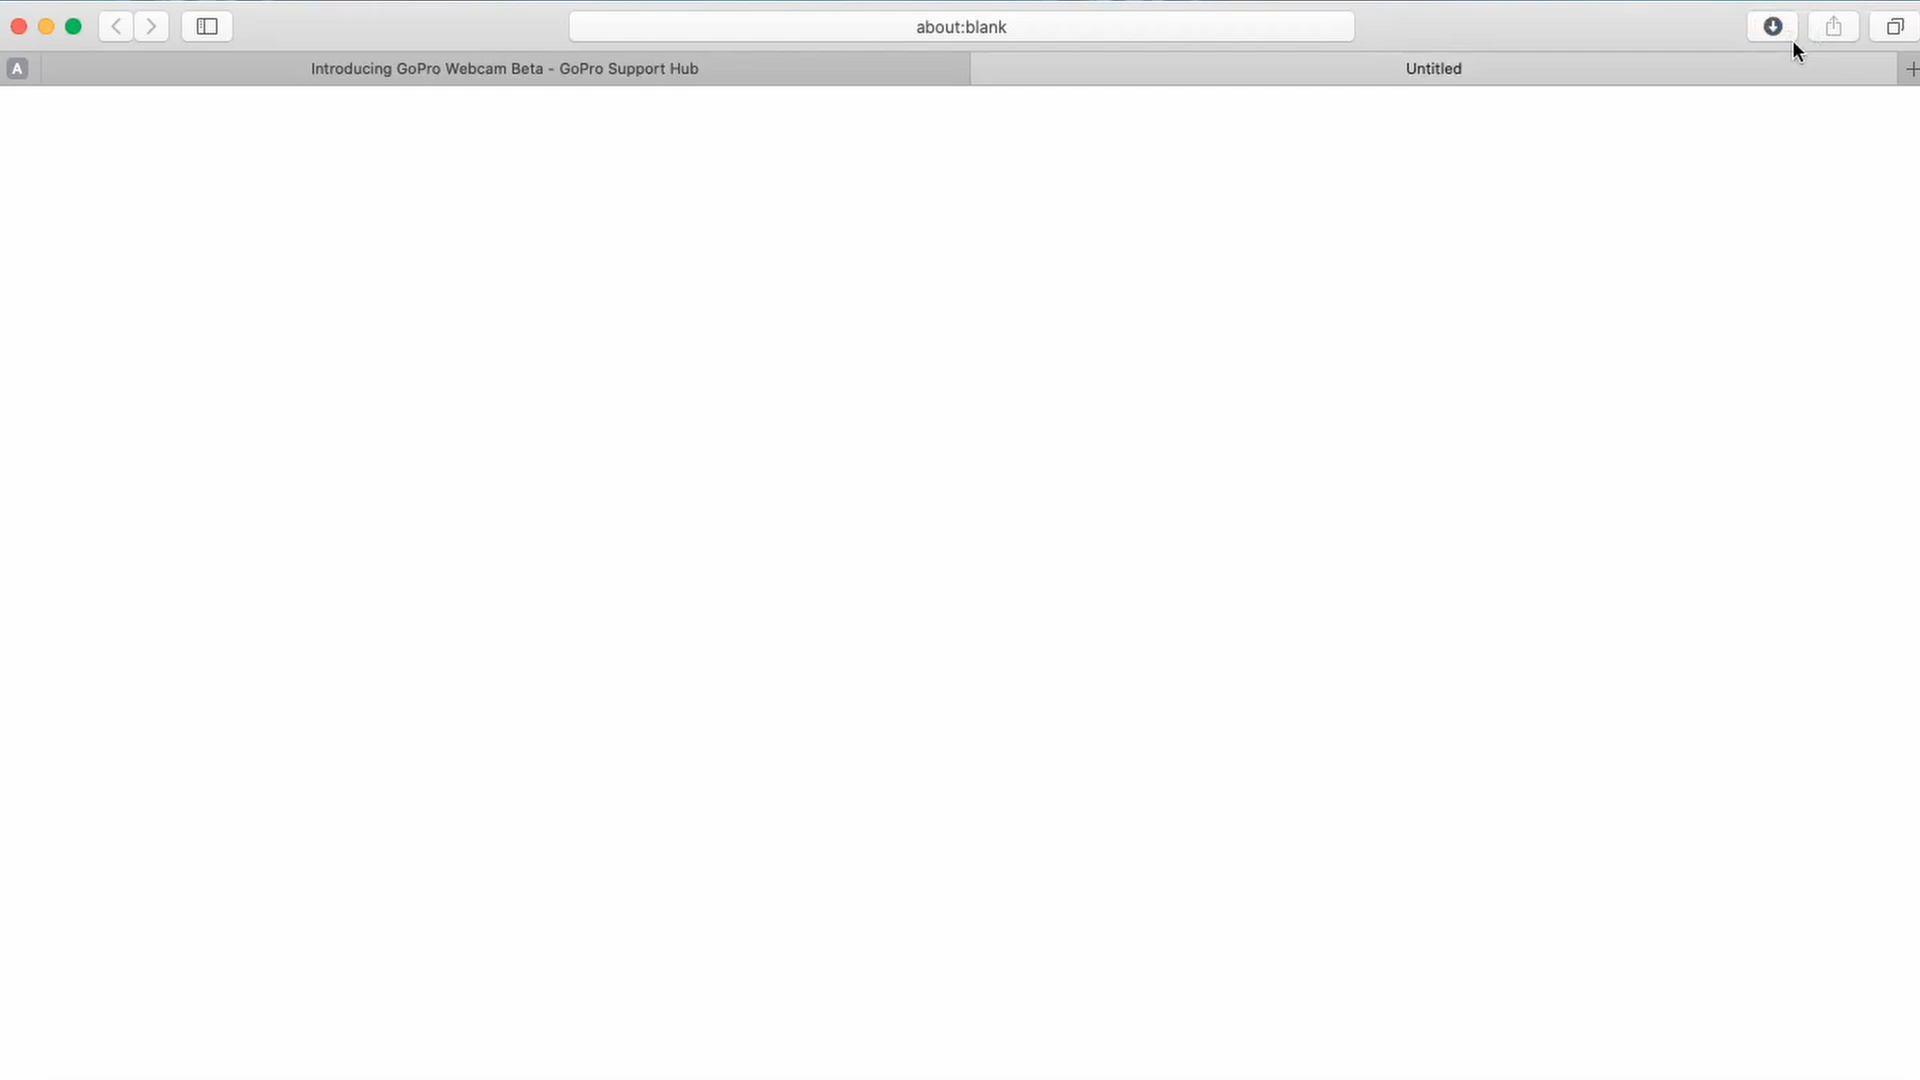 about:blank
A
Introducing GoPro Webcam Beta - GoPro Support Hub
Untitled